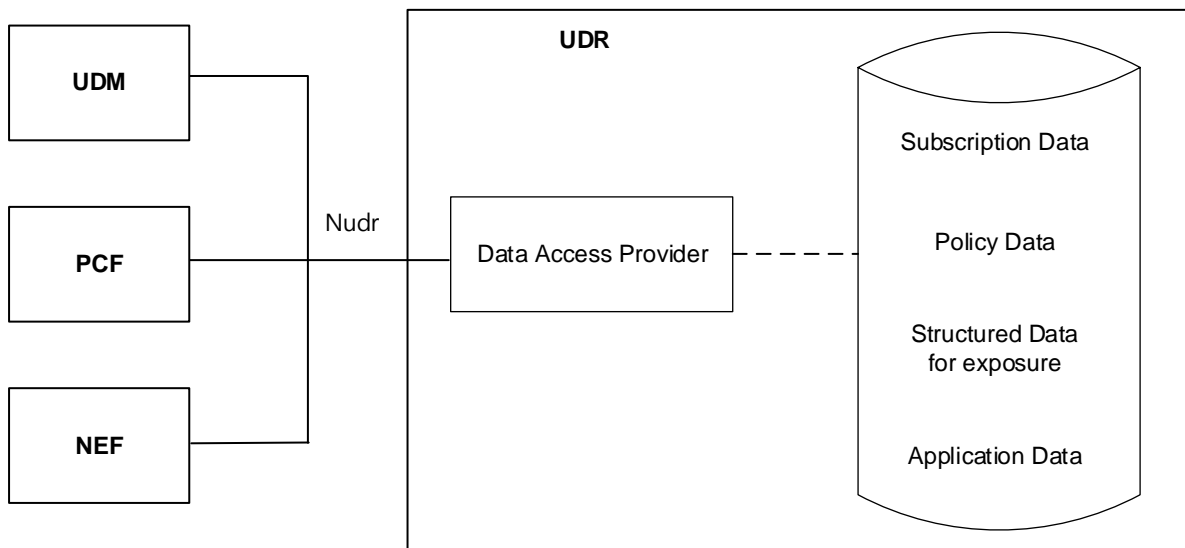 UDR
UDM
PCF
NEF
Nudr
Data Access Provider
Subscription Data
Policy Data
Structured Data
for exposure
Application Data